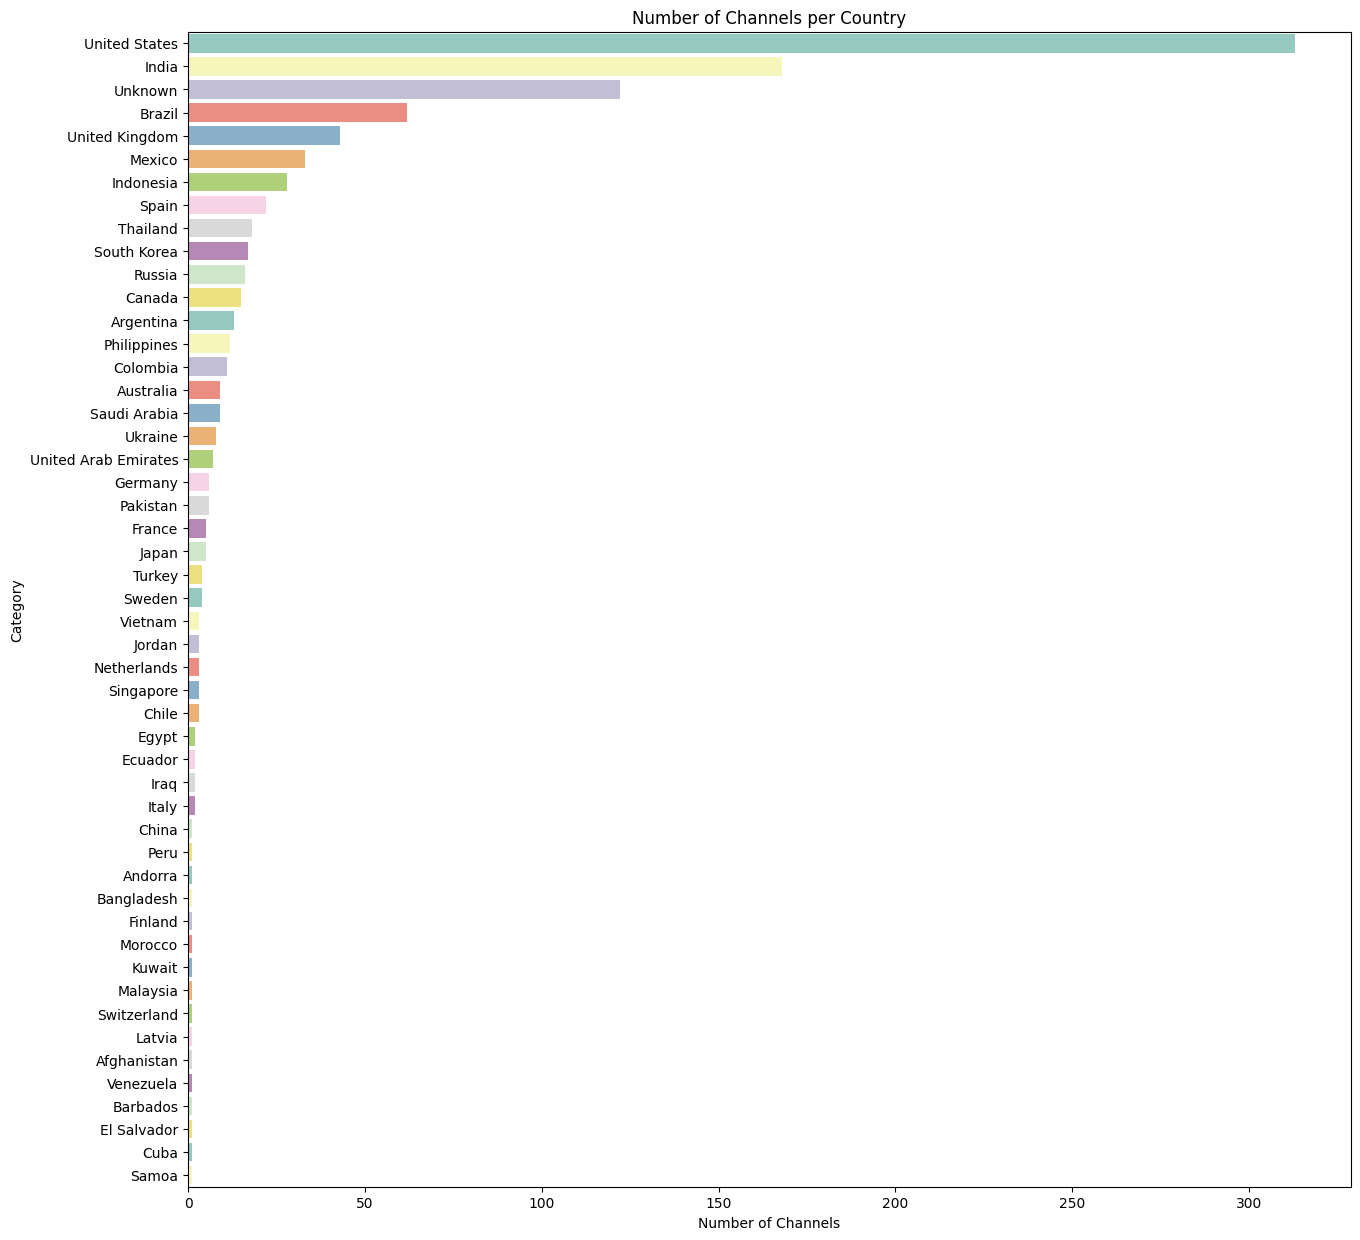 Number of Channels per Country
United States
India
Unknown
Brazil
United Kingdom
Mexico
Indonesia
Spain
Thailand
South Korea
Russia
Canada
Argentina
Philippines
Colombia
Australia
Saudi Arabia
Ukraine
United Arab Emirates
Germany
Pakistan
France
Japan
Turkey
Sweden
Vietnam
Jordan
Netherlands
Singapore
Chile
Egypt
Ecuador
Iraq
Italy
China
Peru
Andorra
Bangladesh
Finland
Morocco
Kuwait
Malaysia
Switzerland
Latvia
Afghanistan
Venezuela
Barbados
El Salvador
Cuba
Samoa
Category
0 50 100 150 200 250 300
Number of Channels